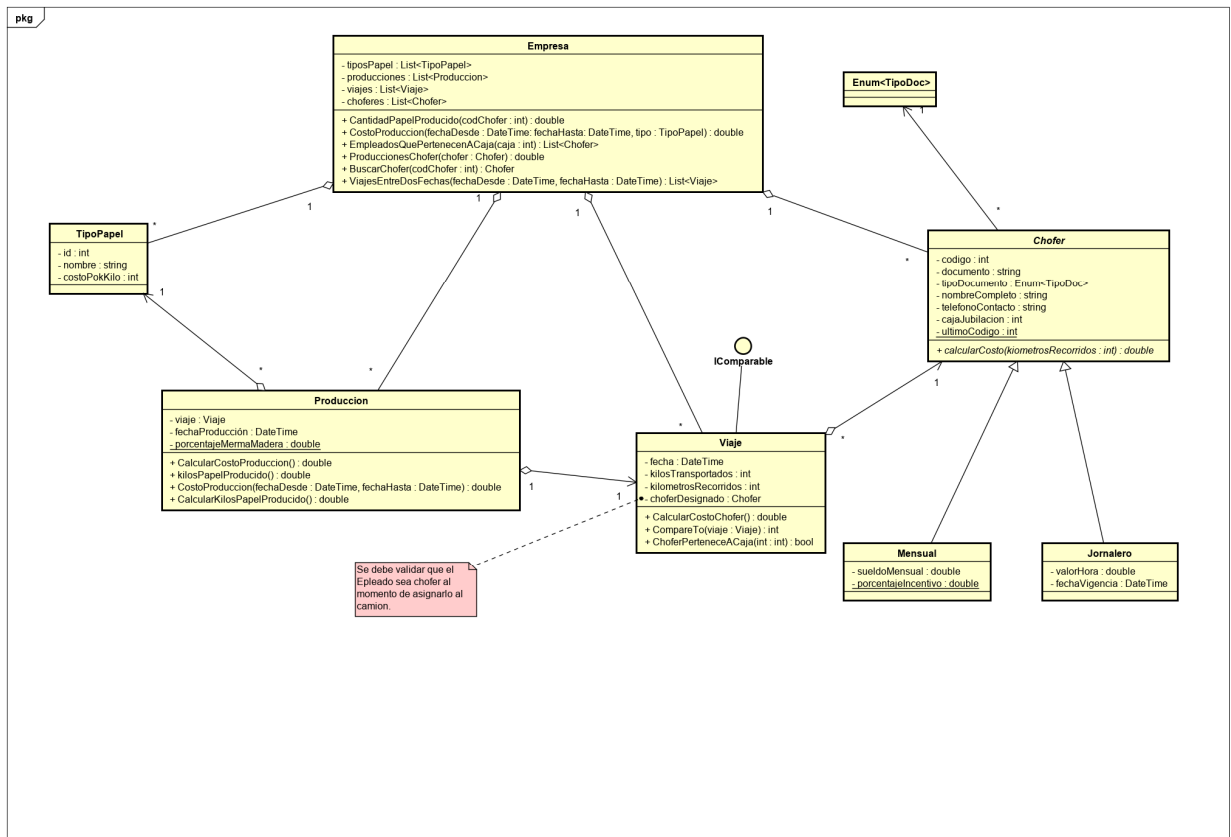 pkg
Empresa
- tiposPapel : List<TipoPapel>
- producciones : List<Produccion>
- viajes : List<Viaje>
- choferes : List<Chofer>
+ CantidadPapelProducido(codChofer : int) : double
+ CostoProduccion(fechaDesde : DateTime: fechaHasta: DateTime, tipo : TipoPapel) : double
+ EmpleadosQuePertenecenACaja(caja : int) : List<Chofer>
+ ProduccionesChofer(chofer : Chofer) : double
+ BuscarChofer(codChofer : int) : Chofer
+ ViajesEntreDosFechas(fechaDesde : DateTime, fechaHasta : DateTime) : List<Viaje>
Enum<TipoDoc>
1
1
1
1
1
*
*
*
TipoPapel
- id : int
- nombre : string
- costoPokKilo : int
1
Chofer
- codigo : int
- documento : string
- tipoDocumento : Enum<TipoDoc>
- nombreCompleto : string
- telefonoContacto : string
- cajaJubilacion : int
- ultimoCodigo : int
+ calcularCosto(kiometrosRecorridos : int) : double
IComparable
1
*
*
*
*
Produccion
- viaje : Viaje
- fechaProducción : DateTime
- porcentajeMermaMadera : double
+ CalcularCostoProduccion() : double
+ kilosPapelProducido() : double
+ CostoProduccion(fechaDesde : DateTime, fechaHasta : DateTime) : double
+ CalcularKilosPapelProducido() : double
1
1
Viaje
- fecha : DateTime
- kilosTransportados : int
- kilometrosRecorridos : int
- choferDesignado : Chofer
+ CalcularCostoChofer() : double
+ CompareTo(viaje : Viaje) : int
+ ChoferPerteneceACaja(int : int) : bool
Se debe validar que el
Epleado sea chofer al
momento de asignarlo al
camion.
Mensual
- sueldoMensual : double
- porcentajeIncentivo : double
Jornalero
- valorHora : double
- fechaVigencia : DateTime